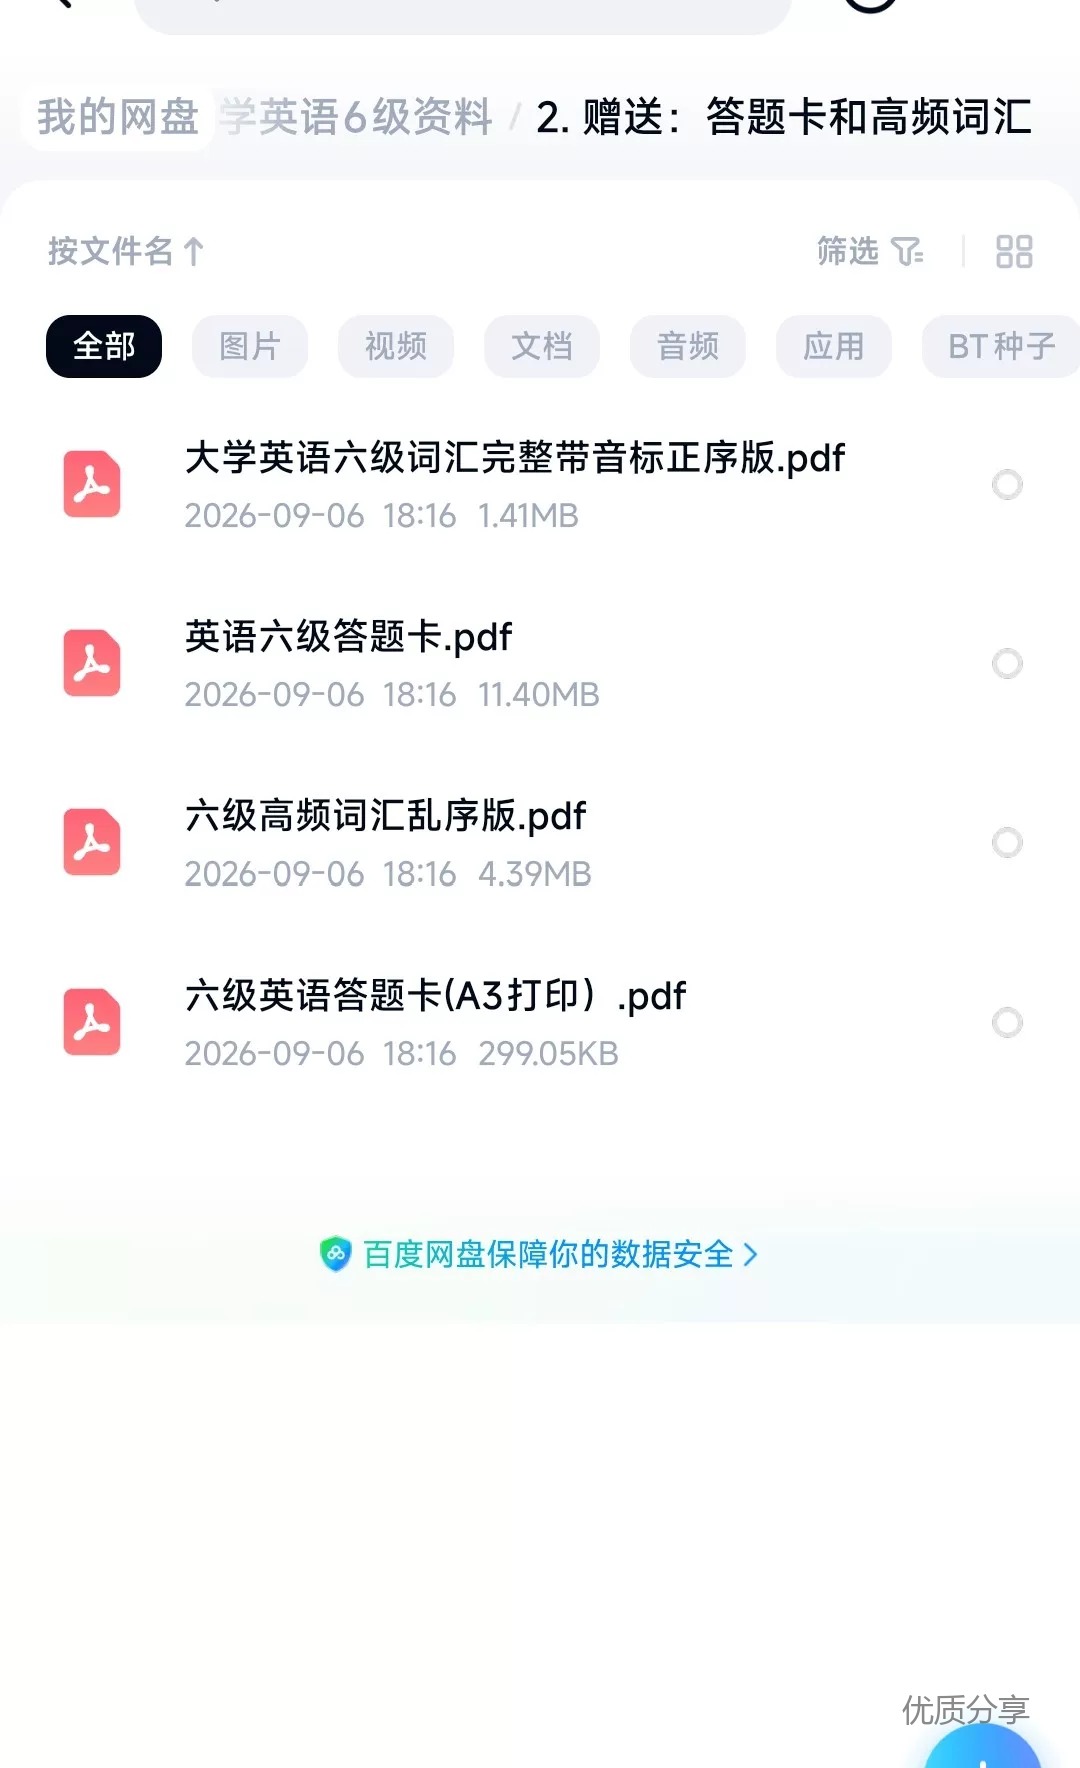 我的网盘 学英语6级资料 / 2. 赠送：答题卡和高频词汇
按文件名↑ 筛选
全部 图片 视频 文档 音频 应用 BT种子
大学英语六级词汇完整带音标正序版.pdf
2026-09-06 18:16 1.41MB
英语六级答题卡.pdf
2026-09-06 18:16 11.40MB
六级高频词汇乱序版.pdf
2026-09-06 18:16 4.39MB
六级英语答题卡(A3打印）.pdf
2026-09-06 18:16 299.05KB
百度网盘保障你的数据安全
优质分享